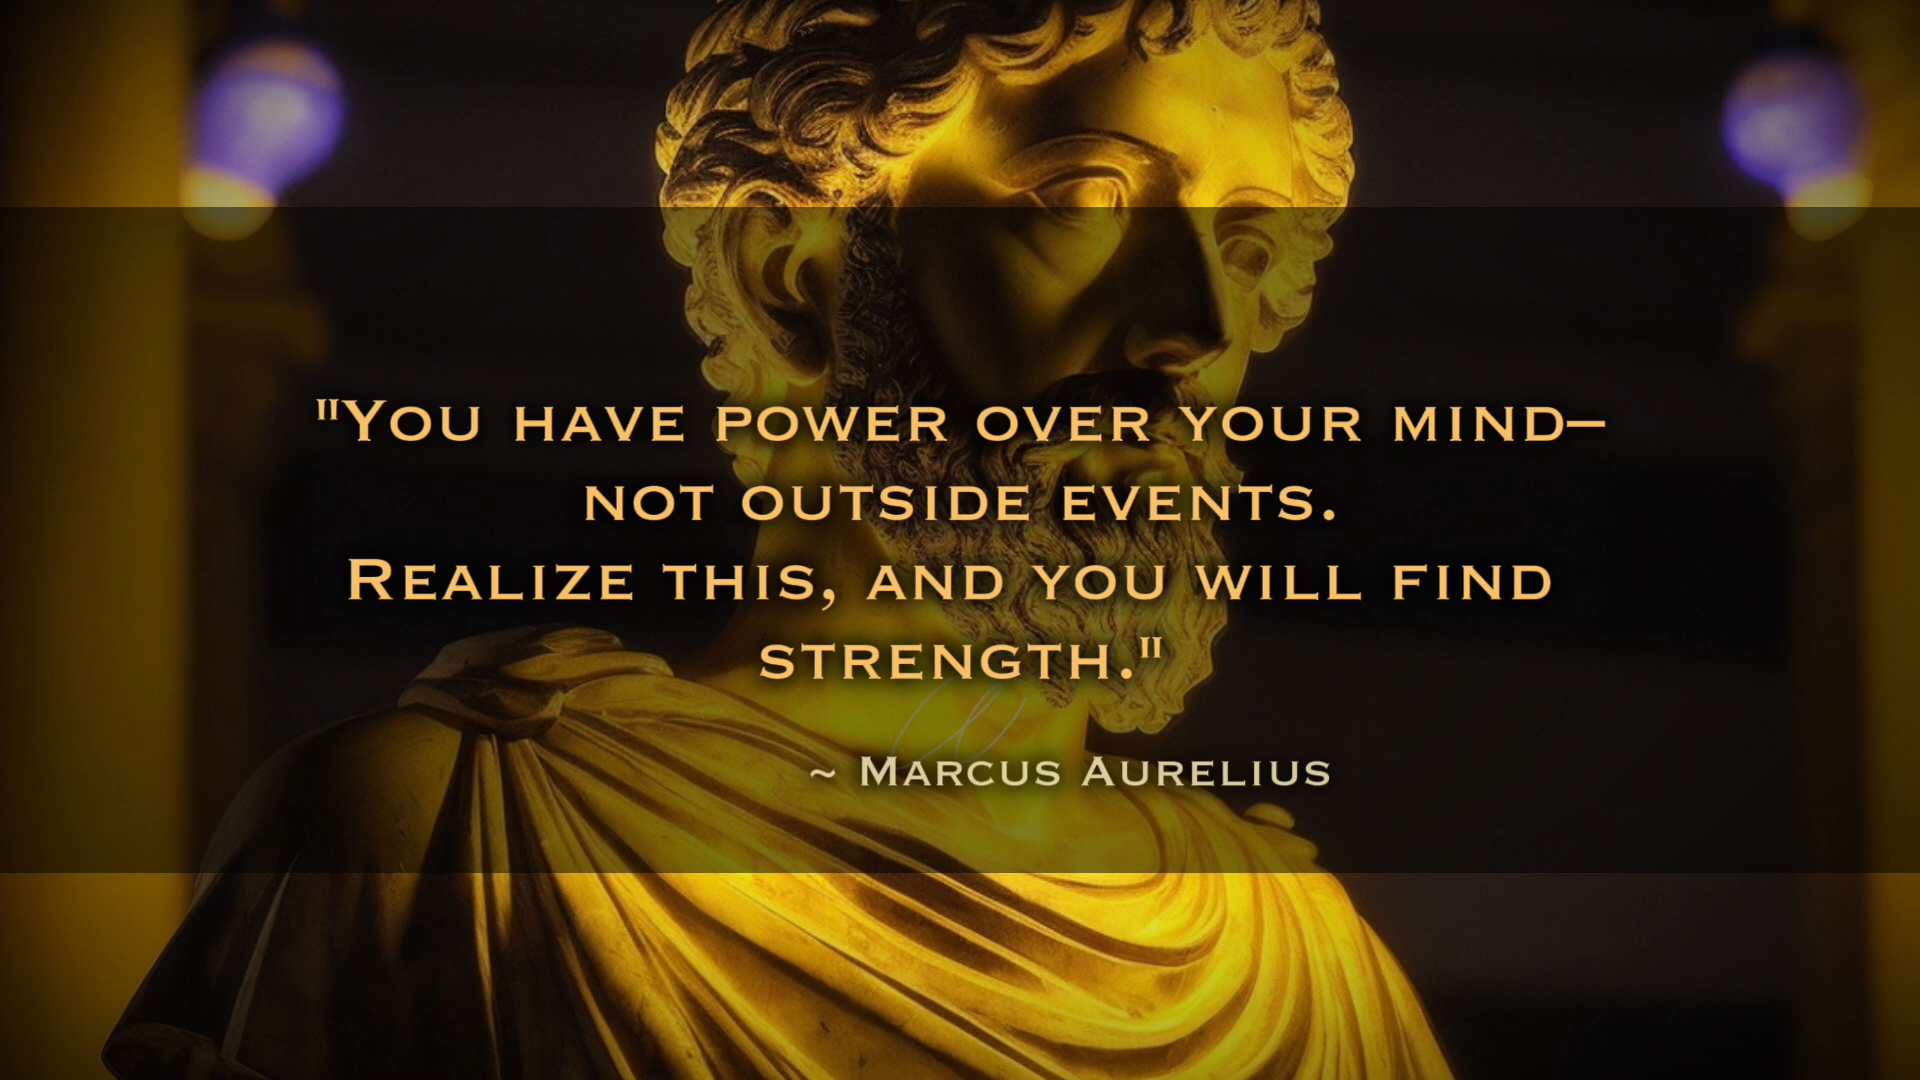 "You have power over your mind—
not outside events.
Realize this, and you will find
strength."
~ Marcus Aurelius